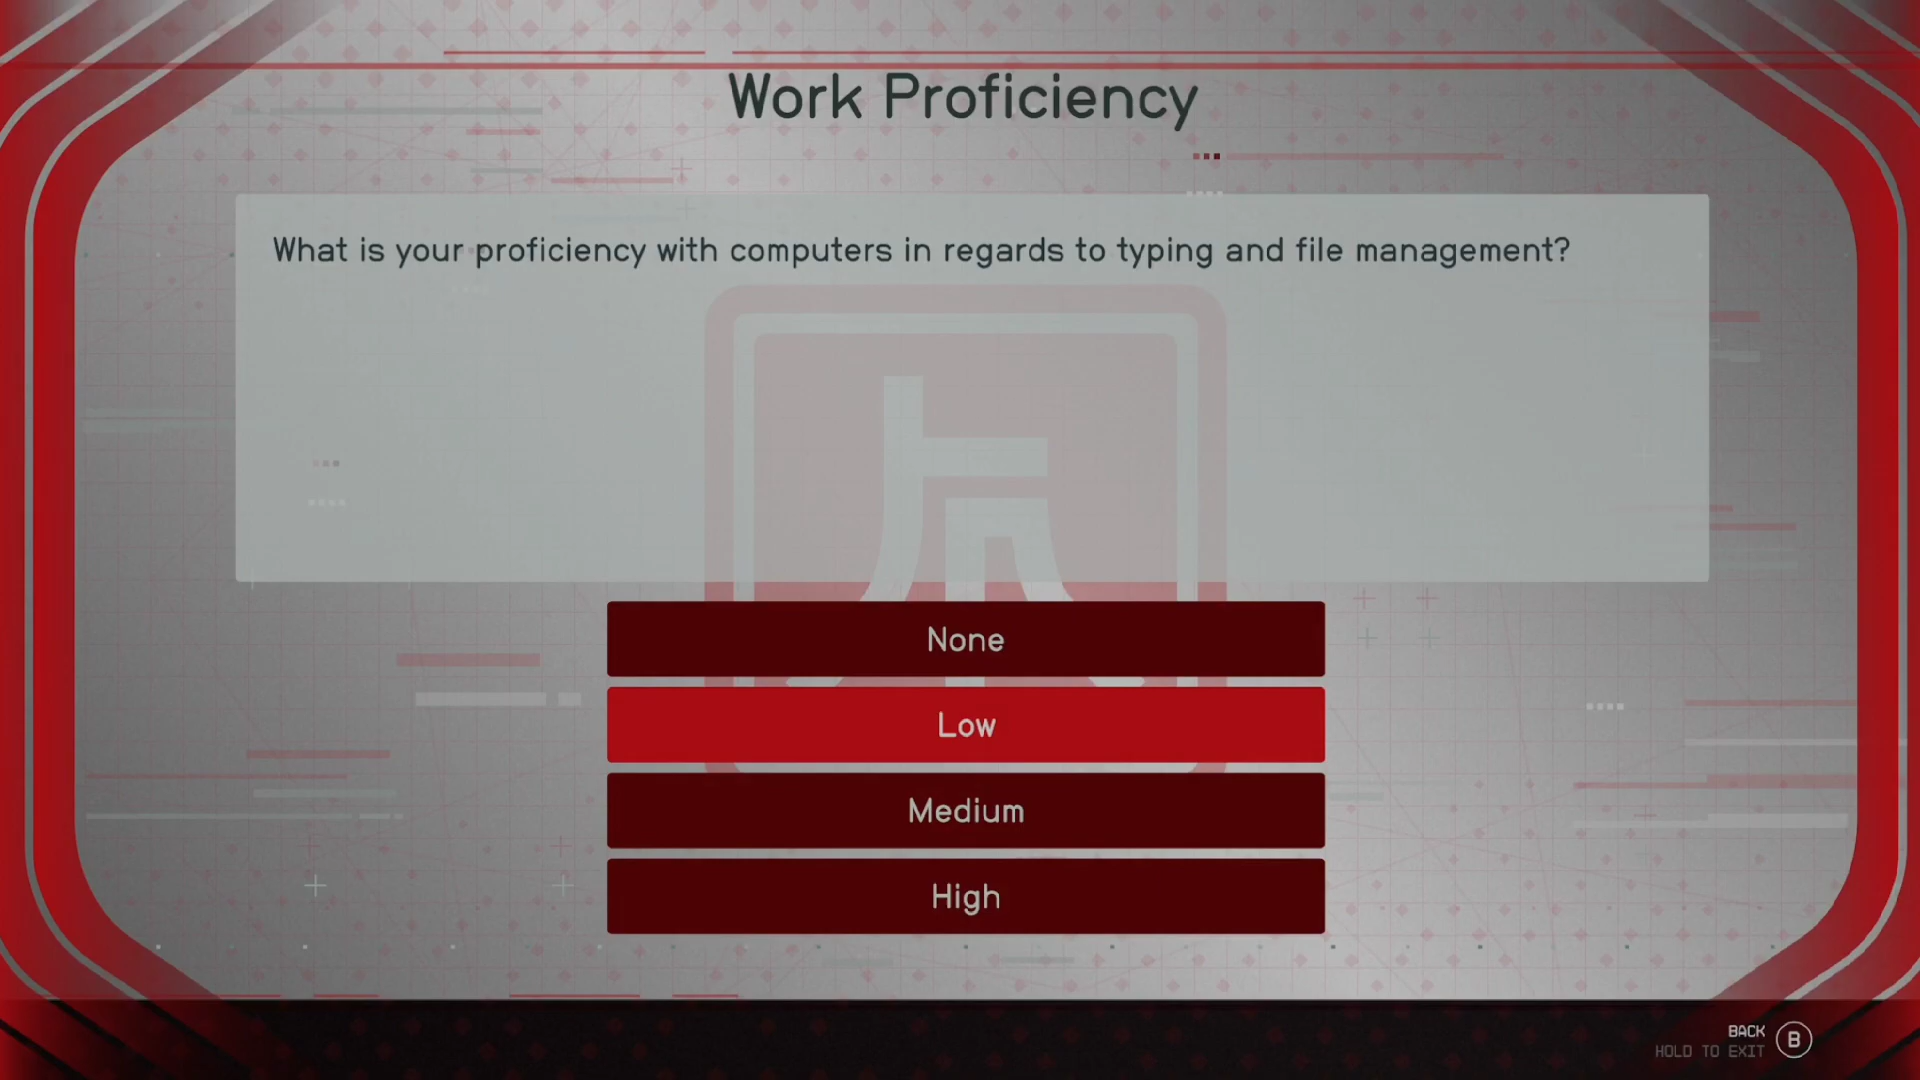 Work Proficiency
What is your proficiency with computers in regards to typing and file management?
None
Low
Medium
High
BACK
HOLD TO EXIT
B